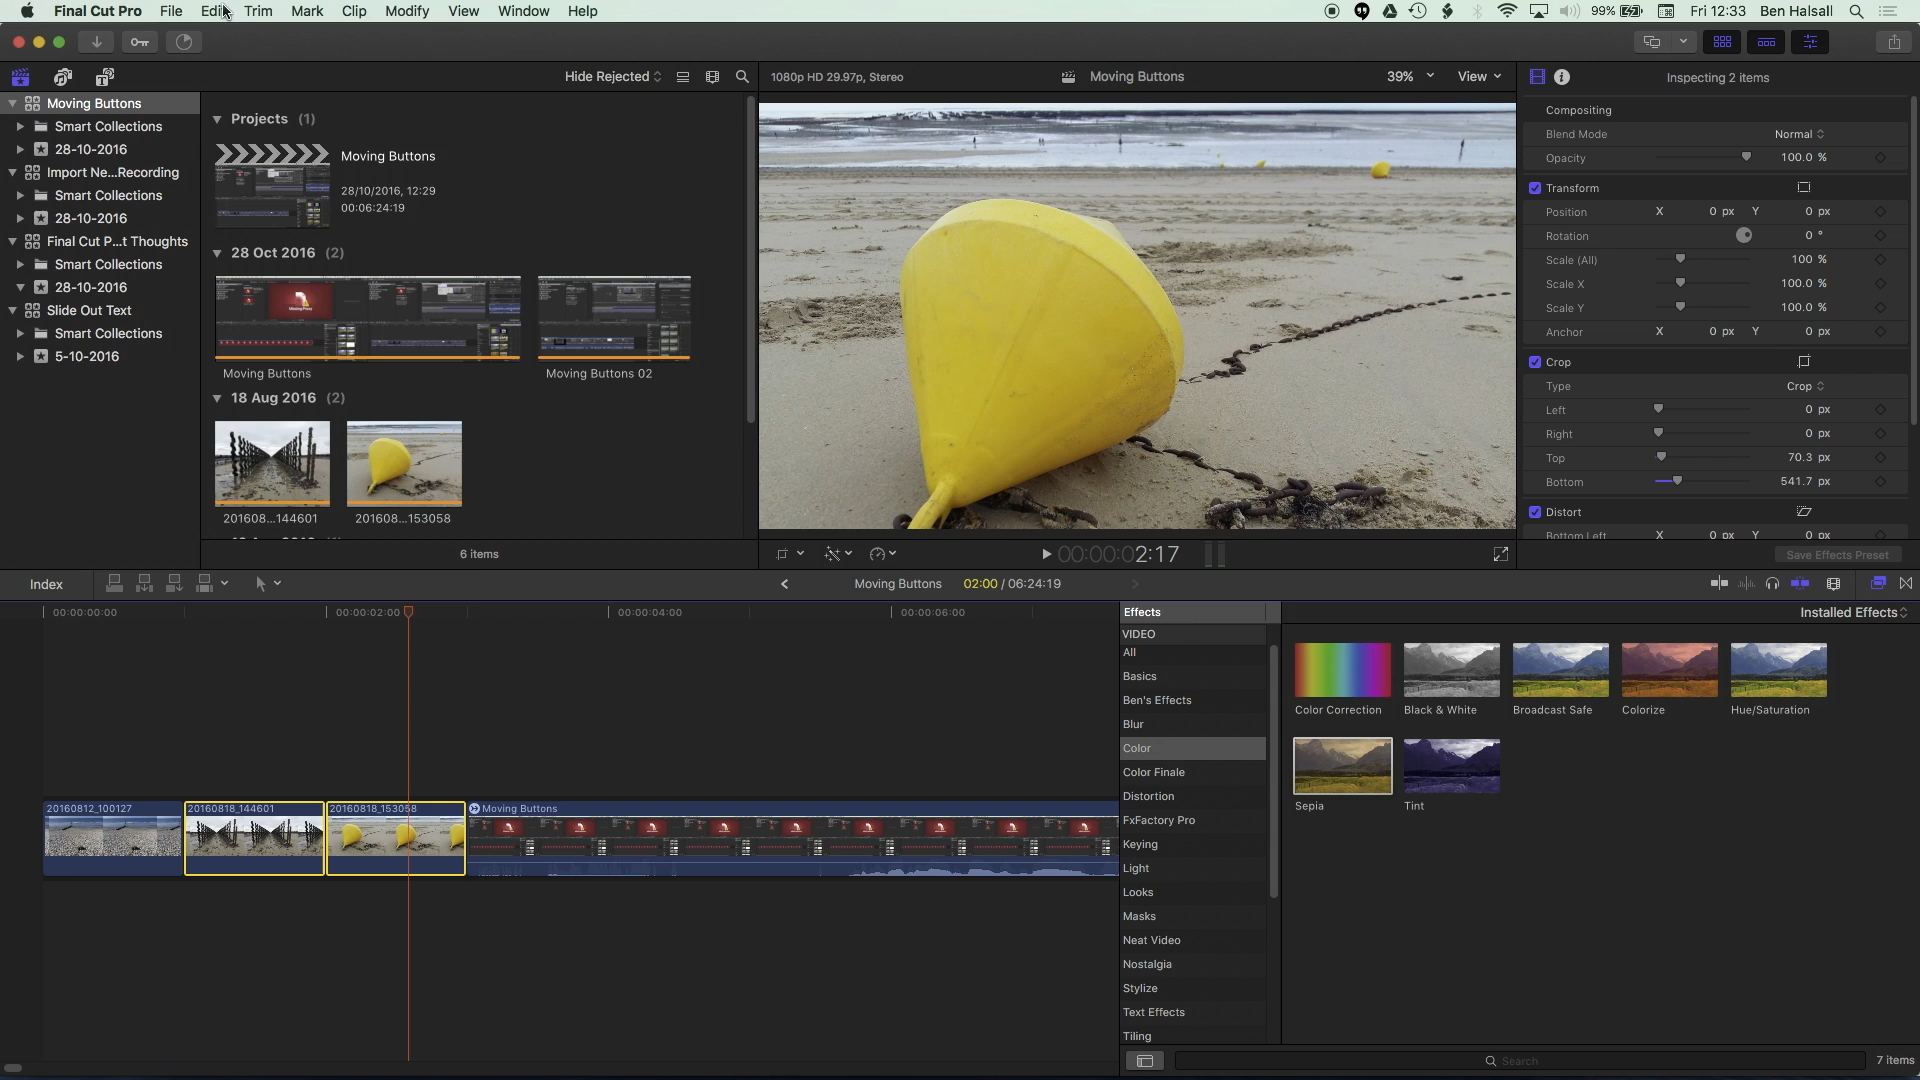 Final Cut Pro File Edit Trim Mark Clip Modify View Window Help 99% Fri 12:33 Ben Halsall
Hide Rejected
1080p HD 29.97p, Stereo
Moving Buttons
39%
View
Inspecting 2 items
Moving Buttons
Smart Collections
28-10-2016
Import Ne...Recording
Smart Collections
28-10-2016
Final Cut P...t Thoughts
Smart Collections
28-10-2016
Slide Out Text
Smart Collections
5-10-2016
Projects (1)
Moving Buttons
28/10/2016, 12:29
00:06:24:19
28 Oct 2016 (2)
Moving Buttons
Moving Buttons 02
18 Aug 2016 (2)
201608...144601
201608...153058
6 items
Compositing
Blend Mode Normal
Opacity 100.0 %
Transform
Position X 0 px Y 0 px
Rotation 0 °
Scale (All) 100 %
Scale X 100.0 %
Scale Y 100.0 %
Anchor X 0 px Y 0 px
Crop
Type Crop
Left 0 px
Right 0 px
Top 70.3 px
Bottom 541.7 px
Distort
Bottom Left X 0 px Y 0 px
Save Effects Preset
00:00:02:17
Index
Moving Buttons 02:00 / 06:24:19
00:00:00:00
00:00:02:00
00:00:04:00
00:00:06:00
20160812_100127
20160818_144601
20160818_153058
Moving Buttons
Effects
Installed Effects
VIDEO
All
Basics
Ben's Effects
Blur
Color
Color Finale
Distortion
FxFactory Pro
Keying
Light
Looks
Masks
Neat Video
Nostalgia
Stylize
Text Effects
Tiling
Color Correction
Black & White
Broadcast Safe
Colorize
Hue/Saturation
Sepia
Tint
Search
7 items